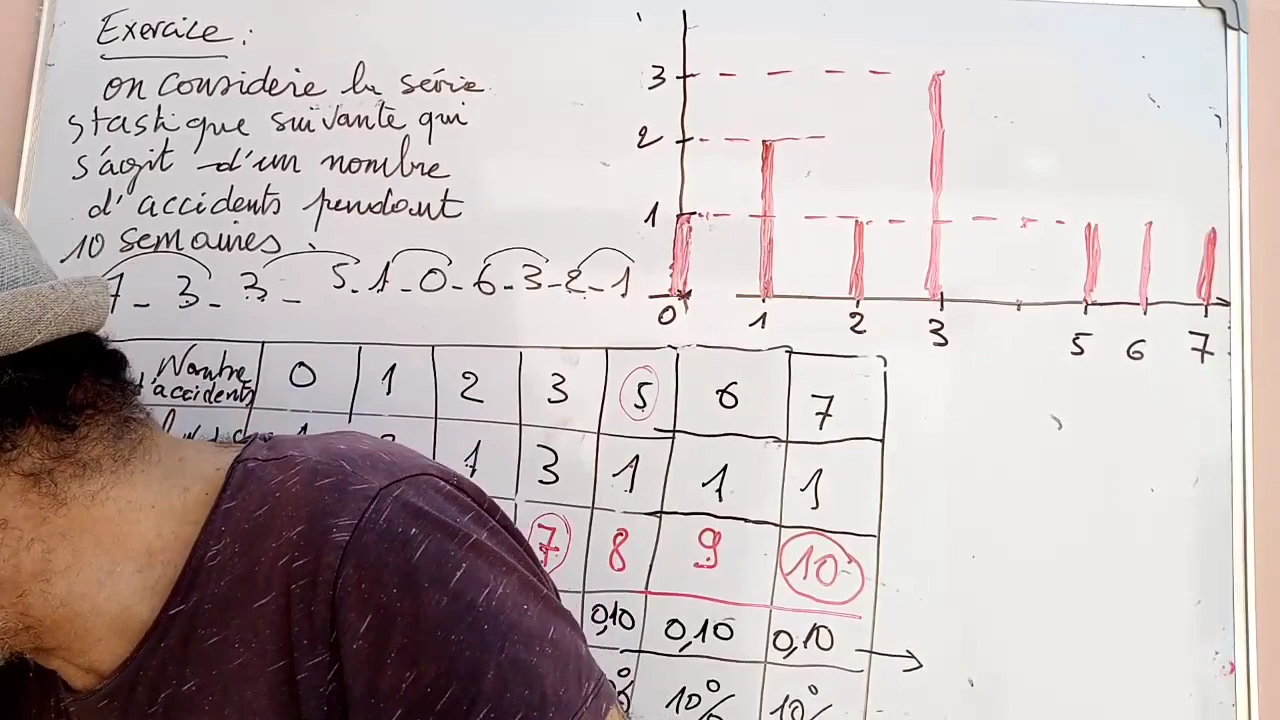 Exercice :
on considere la série
stastique suivante qui
s'agit d'un nombre
d'accidents pendant
10 semaines :
7 - 3 - 3 - 5 - 1 - 0 - 6 - 3 - 2 - 1
3
2
1
0 1 2 3 5 6 7
Nombre
d'accidents 0 1 2 3 5 6 7
1 3 1 1 1
7 8 9 10
0,10 0,10 0,10
10% 10%